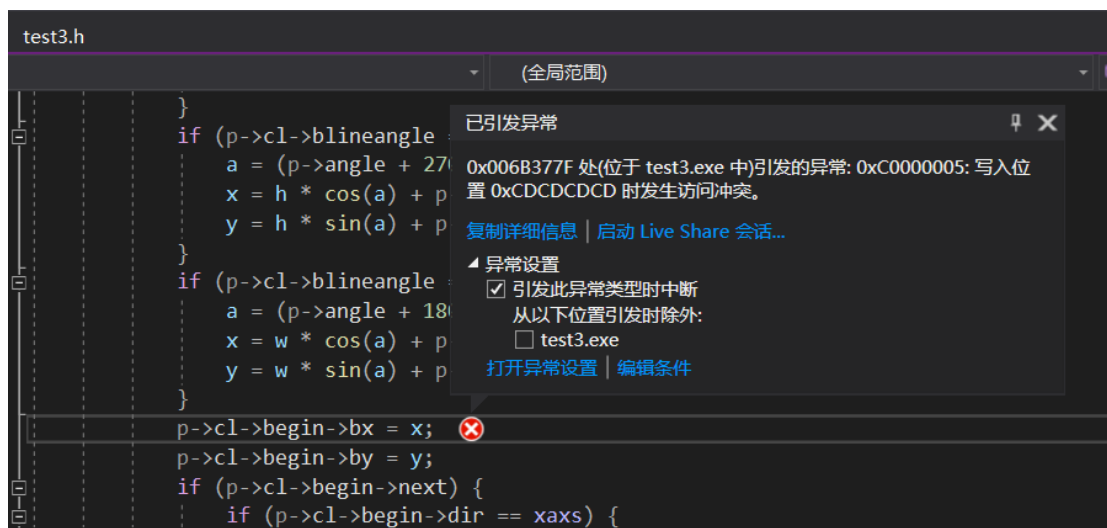 test3.h
(全局范围)
}
if (p->cl->blineangle =
a = (p->angle + 270
x = h * cos(a) + p
y = h * sin(a) + p
}
if (p->cl->blineangle =
a = (p->angle + 180
x = w * cos(a) + p
y = w * sin(a) + p
}
p->cl->begin->bx = x;
p->cl->begin->by = y;
if (p->cl->begin->next) {
if (p->cl->begin->dir == xaxs) {
已引发异常
0x006B377F 处(位于 test3.exe 中)引发的异常: 0xC0000005: 写入位
置 0xCDCDCDCD 时发生访问冲突。
复制详细信息 | 启动 Live Share 会话...
异常设置
引发此异常类型时中断
从以下位置引发时除外:
test3.exe
打开异常设置 | 编辑条件